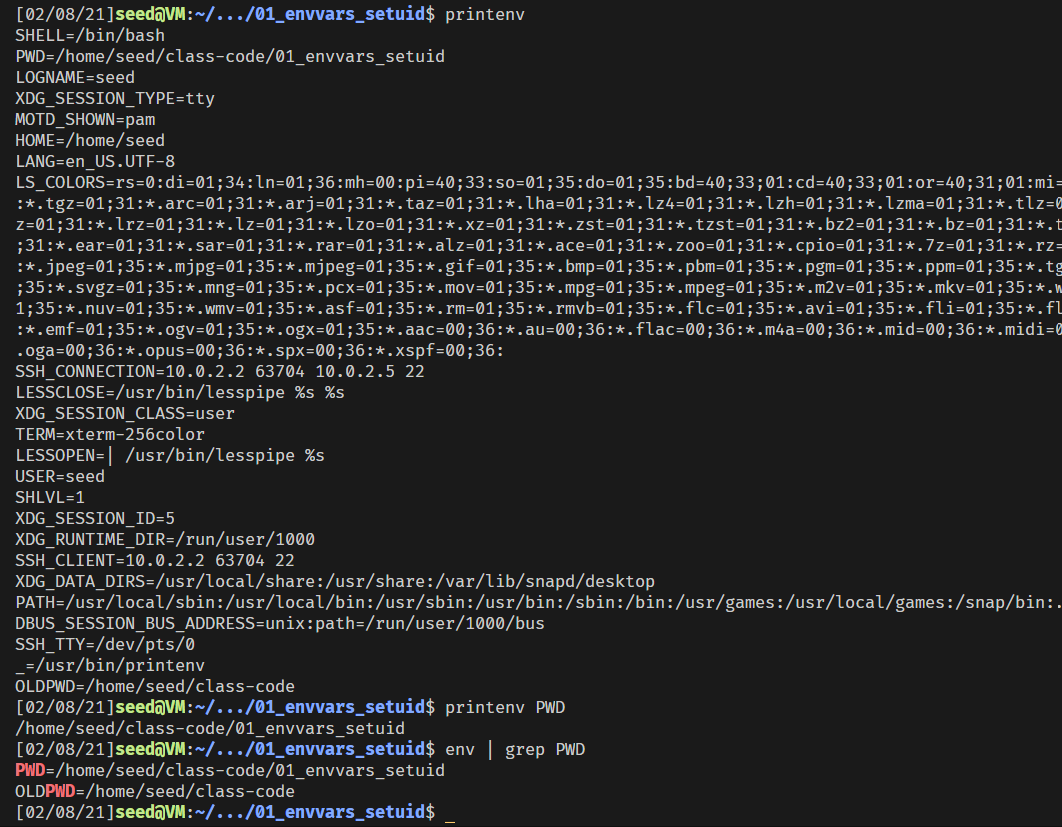 [02/08/21]seed@VM:~/.../01_envvars_setuid$ printenv
SHELL=/bin/bash
PWD=/home/seed/class-code/01_envvars_setuid
LOGNAME=seed
XDG_SESSION_TYPE=tty
MOTD_SHOWN=pam
HOME=/home/seed
LANG=en_US.UTF-8
LS_COLORS=rs=0:di=01;34:ln=01;36:mh=00:pi=40;33:so=01;35:do=01;35:bd=40;33;01:cd=40;33;01:or=40;31;01:mi=
:*.tgz=01;31:*.arc=01;31:*.arj=01;31:*.taz=01;31:*.lha=01;31:*.lz4=01;31:*.lzh=01;31:*.lzma=01;31:*.tlz=0
z=01;31:*.lrz=01;31:*.lz=01;31:*.lzo=01;31:*.xz=01;31:*.zst=01;31:*.tzst=01;31:*.bz2=01;31:*.bz=01;31:*.t
;31:*.ear=01;31:*.sar=01;31:*.rar=01;31:*.alz=01;31:*.ace=01;31:*.zoo=01;31:*.cpio=01;31:*.7z=01;31:*.rz=
:*.jpeg=01;35:*.mjpg=01;35:*.mjpeg=01;35:*.gif=01;35:*.bmp=01;35:*.pbm=01;35:*.pgm=01;35:*.ppm=01;35:*.tg
;35:*.svgz=01;35:*.mng=01;35:*.pcx=01;35:*.mov=01;35:*.mpg=01;35:*.mpeg=01;35:*.m2v=01;35:*.mkv=01;35:*.w
1;35:*.nuv=01;35:*.wmv=01;35:*.asf=01;35:*.rm=01;35:*.rmvb=01;35:*.flc=01;35:*.avi=01;35:*.fli=01;35:*.fl
:*.emf=01;35:*.ogv=01;35:*.ogx=01;35:*.aac=00;36:*.au=00;36:*.flac=00;36:*.m4a=00;36:*.mid=00;36:*.midi=0
.oga=00;36:*.opus=00;36:*.spx=00;36:*.xspf=00;36:
SSH_CONNECTION=10.0.2.2 63704 10.0.2.5 22
LESSCLOSE=/usr/bin/lesspipe %s %s
XDG_SESSION_CLASS=user
TERM=xterm-256color
LESSOPEN=| /usr/bin/lesspipe %s
USER=seed
SHLVL=1
XDG_SESSION_ID=5
XDG_RUNTIME_DIR=/run/user/1000
SSH_CLIENT=10.0.2.2 63704 22
XDG_DATA_DIRS=/usr/local/share:/usr/share:/var/lib/snapd/desktop
PATH=/usr/local/sbin:/usr/local/bin:/usr/sbin:/usr/bin:/sbin:/bin:/usr/games:/usr/local/games:/snap/bin:.
DBUS_SESSION_BUS_ADDRESS=unix:path=/run/user/1000/bus
SSH_TTY=/dev/pts/0
_=/usr/bin/printenv
OLDPWD=/home/seed/class-code
[02/08/21]seed@VM:~/.../01_envvars_setuid$ printenv PWD
/home/seed/class-code/01_envvars_setuid
[02/08/21]seed@VM:~/.../01_envvars_setuid$ env | grep PWD
PWD=/home/seed/class-code/01_envvars_setuid
OLDPWD=/home/seed/class-code
[02/08/21]seed@VM:~/.../01_envvars_setuid$ _